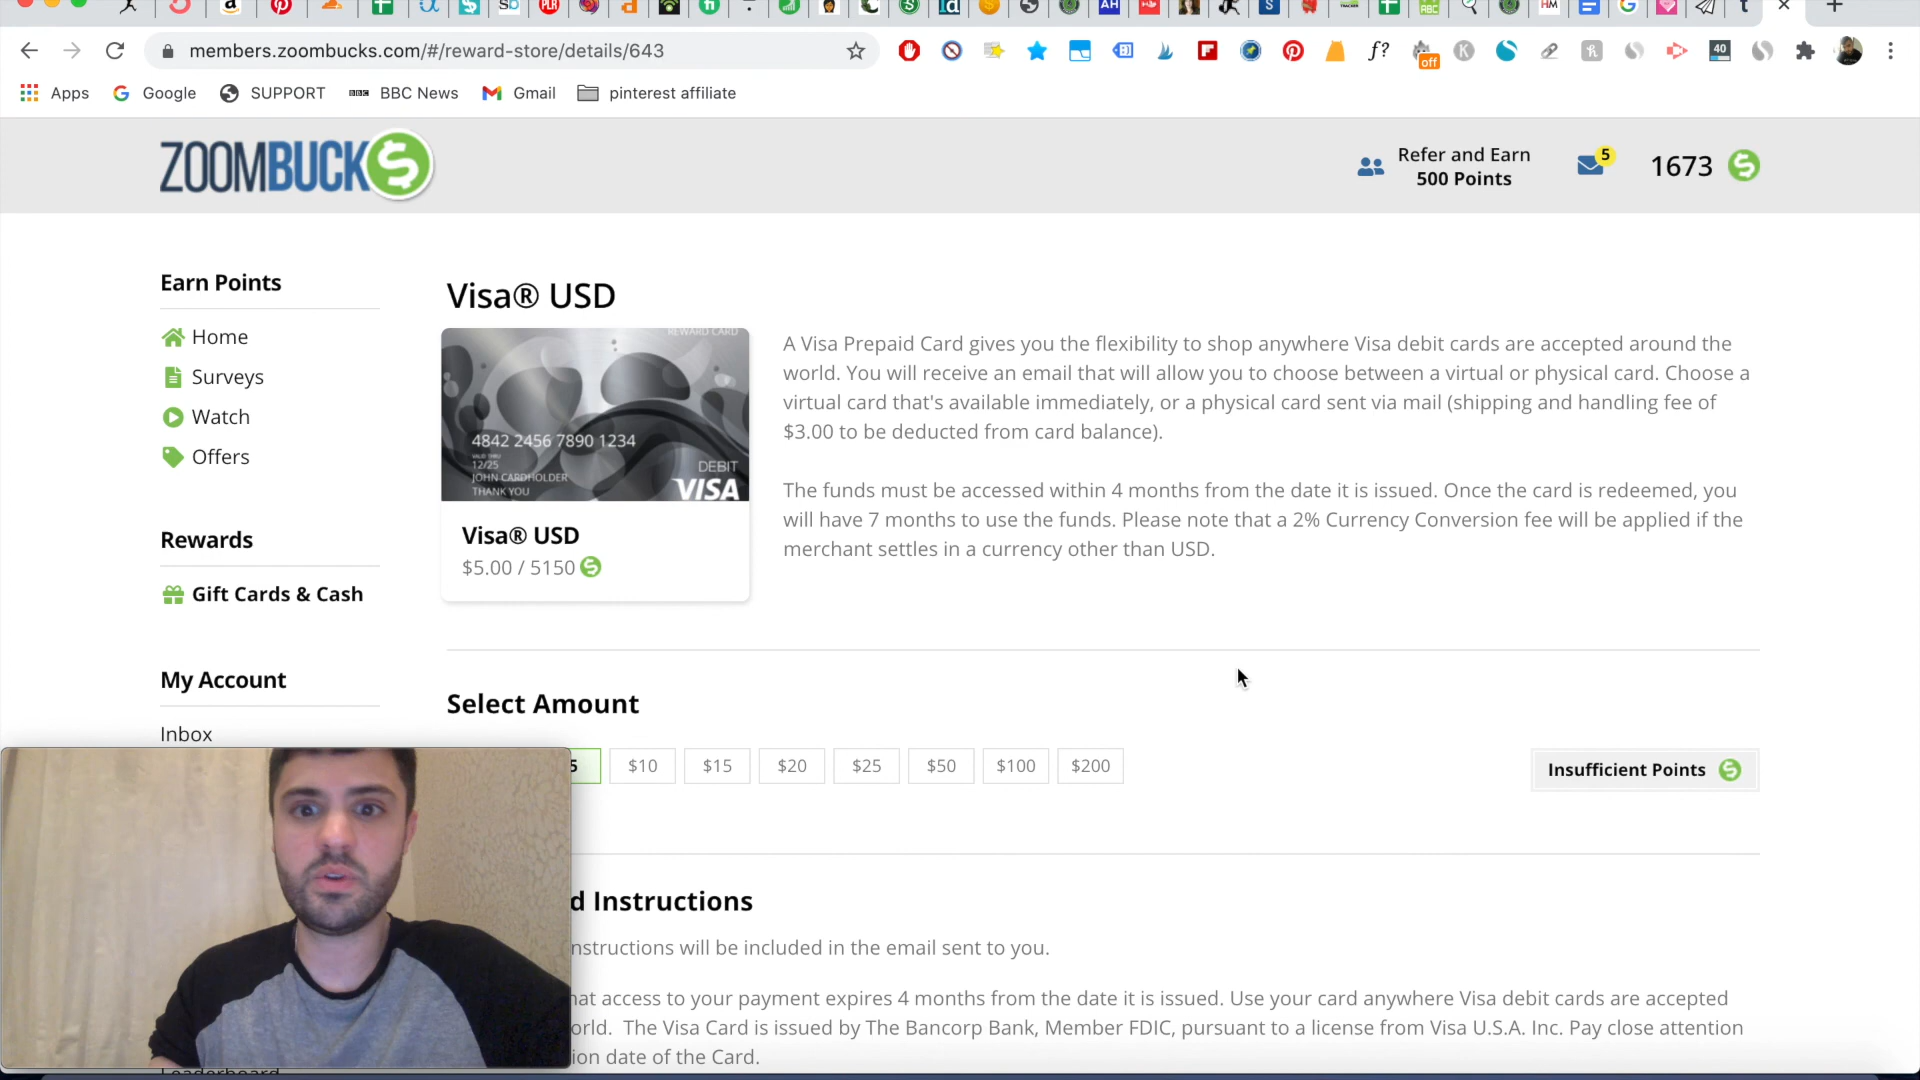 members.zoombucks.com/#/reward-store/details/643
Apps Google SUPPORT BBC News Gmail pinterest affiliate
ZOOMBUCK$
Refer and Earn
500 Points
5
1673
Earn Points
Home
Surveys
Watch
Offers
Rewards
Gift Cards & Cash
My Account
Inbox
Visa® USD
REWARD CARD
4842 2456 7890 1234
VALID THRU
12/25
JOHN CARDHOLDER
THANK YOU
DEBIT
VISA
Visa® USD
$5.00 / 5150
A Visa Prepaid Card gives you the flexibility to shop anywhere Visa debit cards are accepted around the
world. You will receive an email that will allow you to choose between a virtual or physical card. Choose a
virtual card that's available immediately, or a physical card sent via mail (shipping and handling fee of
$3.00 to be deducted from card balance).
The funds must be accessed within 4 months from the date it is issued. Once the card is redeemed, you
will have 7 months to use the funds. Please note that a 2% Currency Conversion fee will be applied if the
merchant settles in a currency other than USD.
Select Amount
5 $10 $15 $20 $25 $50 $100 $200
Insufficient Points
d Instructions
nstructions will be included in the email sent to you.
hat access to your payment expires 4 months from the date it is issued. Use your card anywhere Visa debit cards are accepted
orld. The Visa Card is issued by The Bancorp Bank, Member FDIC, pursuant to a license from Visa U.S.A. Inc. Pay close attention
ion date of the Card.
Leaderboard